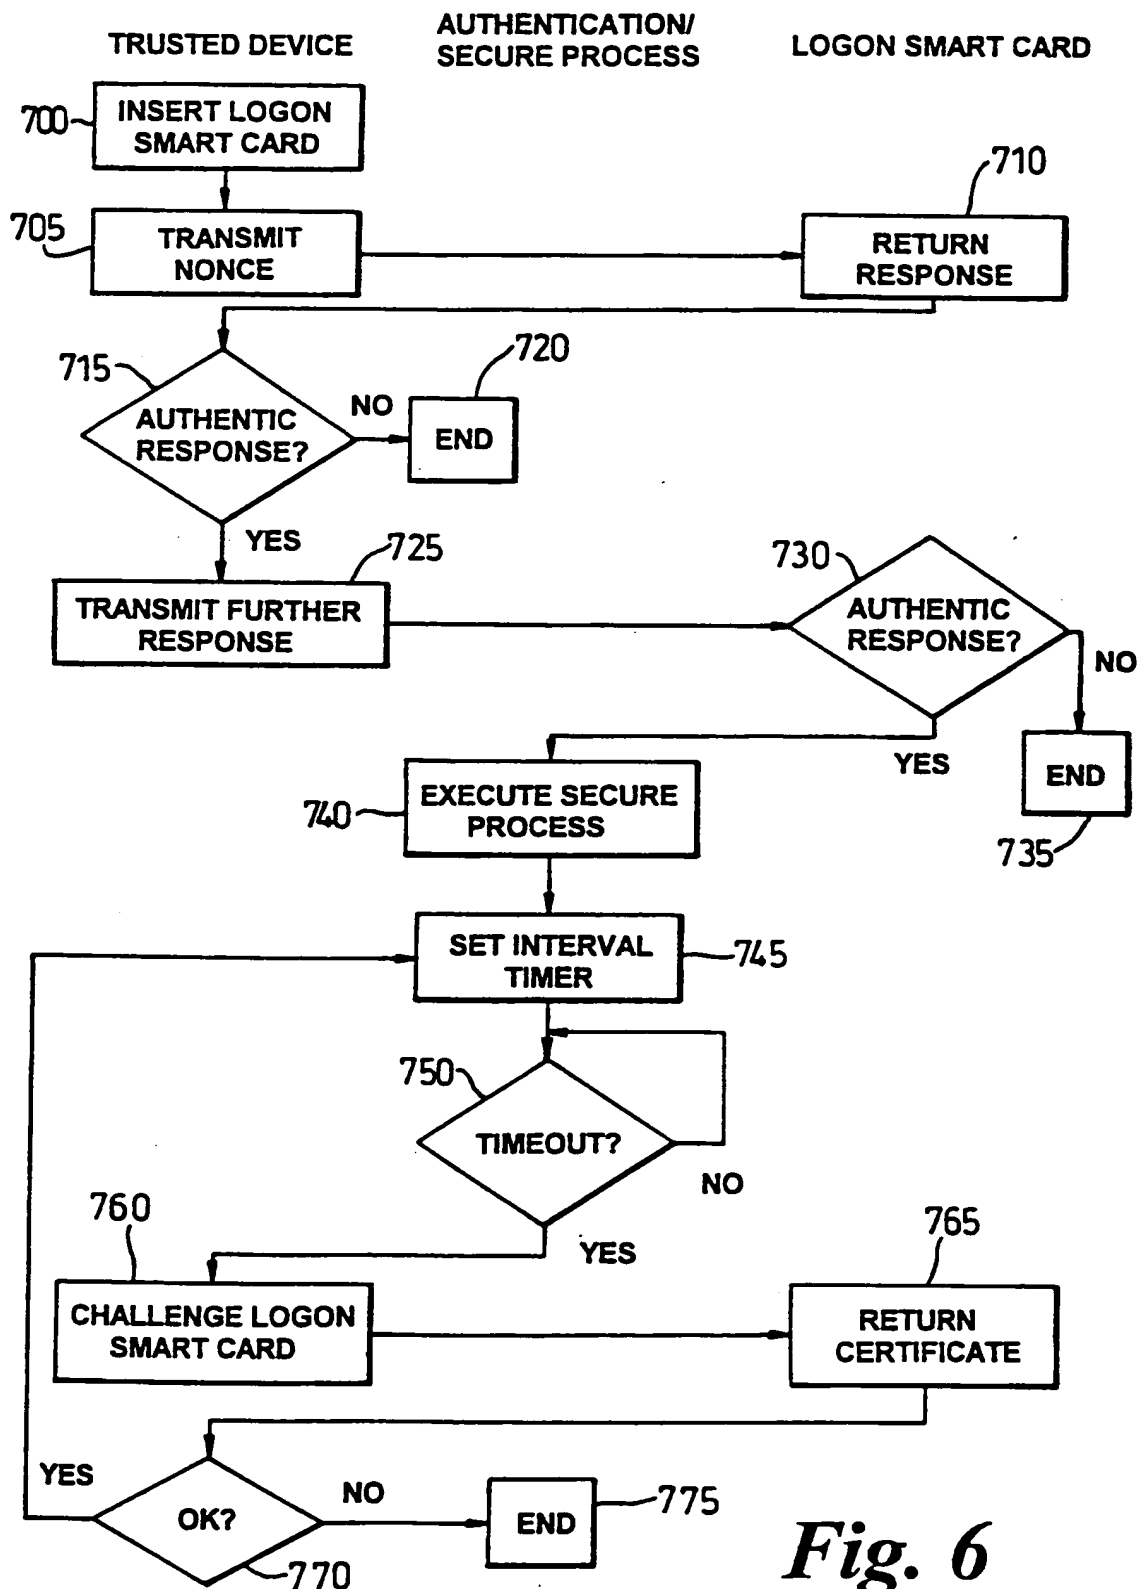 TRUSTED DEVICE
AUTHENTICATION/
SECURE PROCESS
LOGON SMART CARD
700
INSERT LOGON
SMART CARD
710
705
TRANSMIT
NONCE
RETURN
RESPONSE
715
720
AUTHENTIC
RESPONSE?
NO
END
YES
725
730
TRANSMIT FURTHER
RESPONSE
AUTHENTIC
RESPONSE?
NO
YES
END
735
740
EXECUTE SECURE
PROCESS
SET INTERVAL
TIMER
745
750
TIMEOUT?
NO
YES
760
765
CHALLENGE LOGON
SMART CARD
RETURN
CERTIFICATE
YES
OK?
NO
END
775
770
Fig. 6